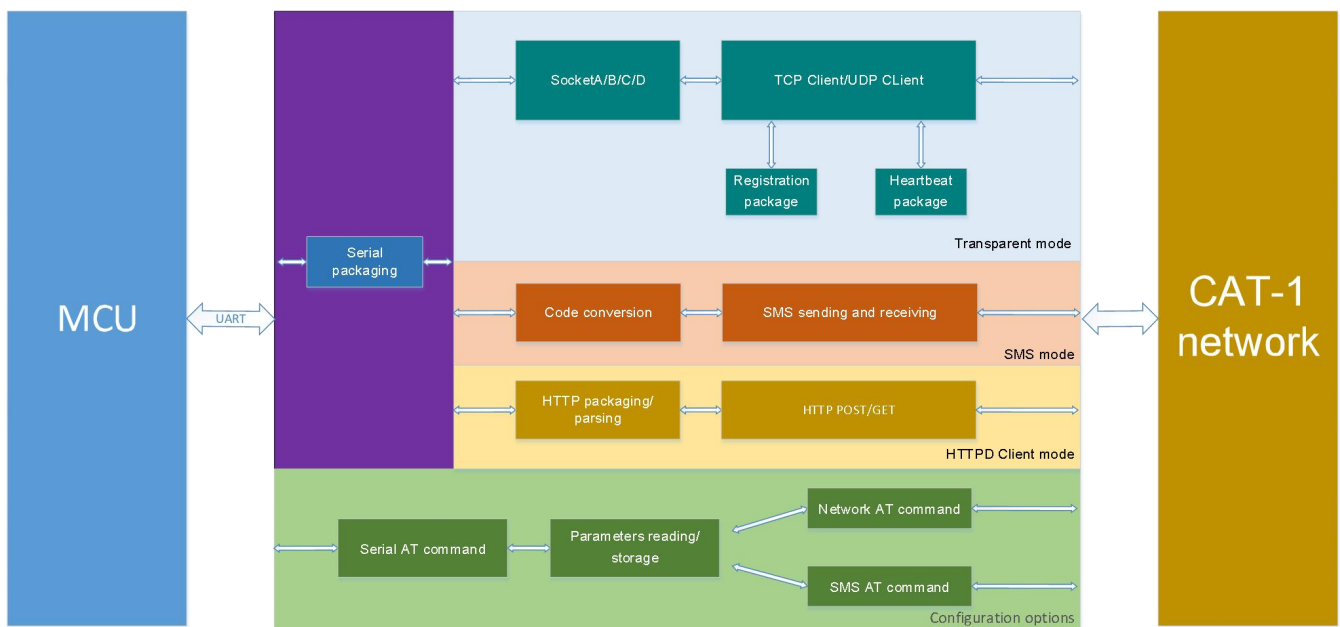 MCU
UART
Serial
packaging
SocketA/B/C/D
TCP Client/UDP CLient
Registration
package
Heartbeat
package
Transparent mode
Code conversion
SMS sending and receiving
SMS mode
HTTP packaging/
parsing
HTTP POST/GET
HTTPD Client mode
Serial AT command
Parameters reading/
storage
Network AT command
SMS AT command
Configuration options
CAT-1
network